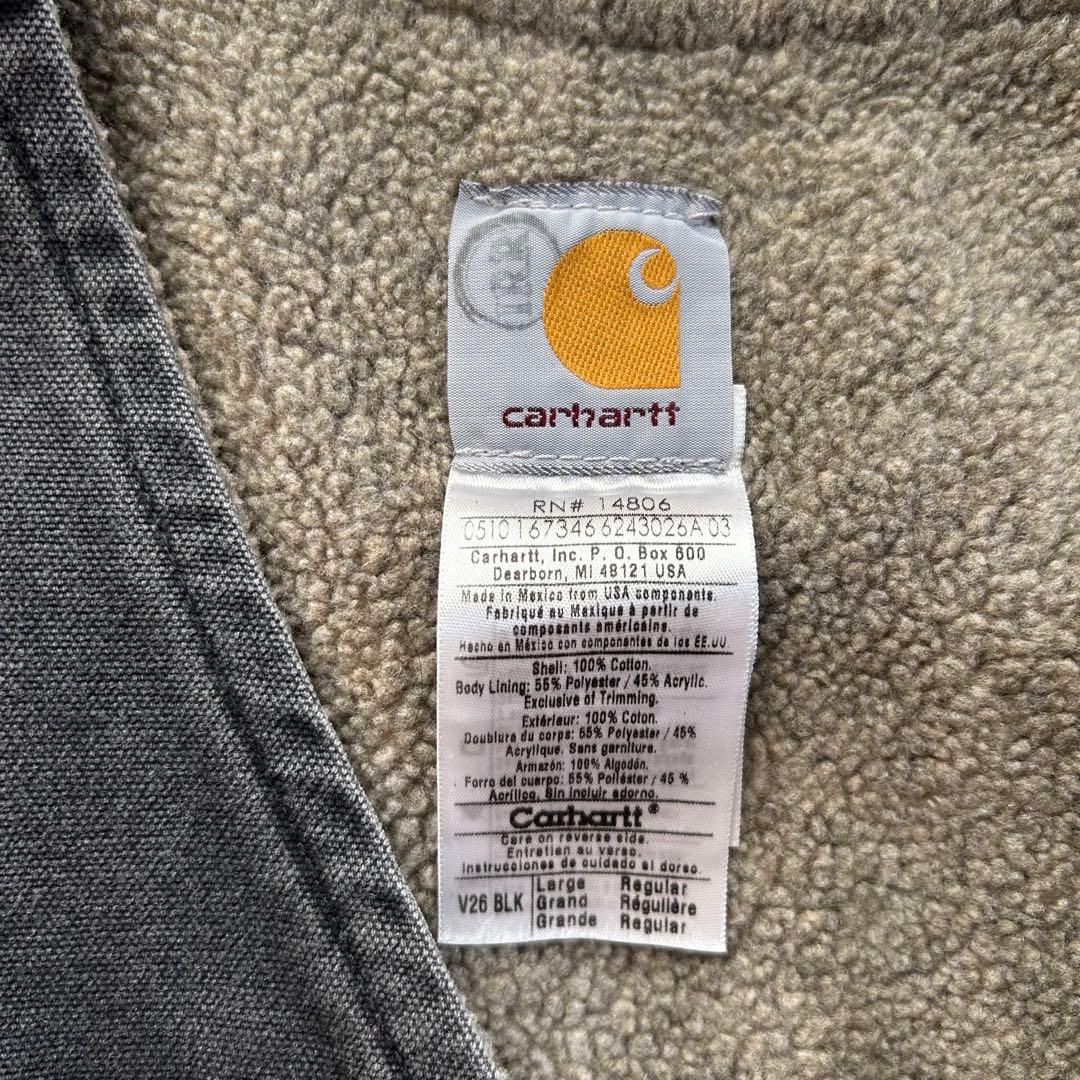 IRR
carhartt
RN# 14806
0510 167346 6243026A 03
Carhartt, Inc. P. O. Box 600
Dearborn, MI 48121 USA
Made in Mexico from USA components.
Fabriqué au Mexique à partir de
composants américains.
Hecho en México con componentes de los EE.UU
Shell: 100% Cotton.
Body Lining: 55% Polyester / 45% Acrylic.
Exclusive of Trimming.
Extérieur: 100% Coton.
Doublure du corps: 55% Polyester / 45%
Acrylique. Sans garniture.
Armazón: 100% Algodón.
Forro del cuerpo: 55% Poliéster / 45 %
Acrílico. Sin incluir adorno.
Carhartt®
Care on reverse side.
Entretien au verso.
Instrucciones de cuidado al dorso.
V26 BLK Large Regular
Grand Régulière
Grande Regular